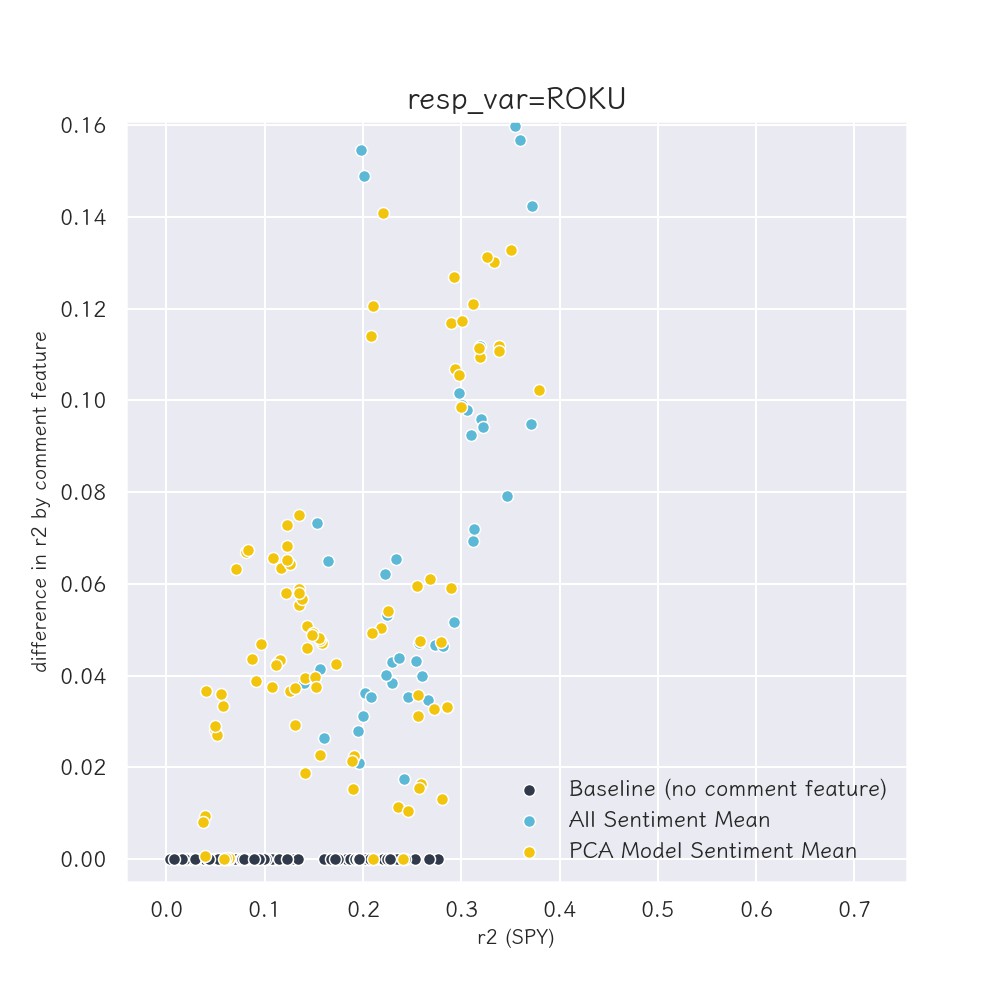 resp_var=ROKU
0.16
0.14
0.12
0.10
0.08
0.06
0.04
0.02
0.00
difference in r2 by comment feature
Baseline (no comment feature)
All Sentiment Mean
PCA Model Sentiment Mean
0.0 0.1 0.2 0.3 0.4 0.5 0.6 0.7
r2 (SPY)